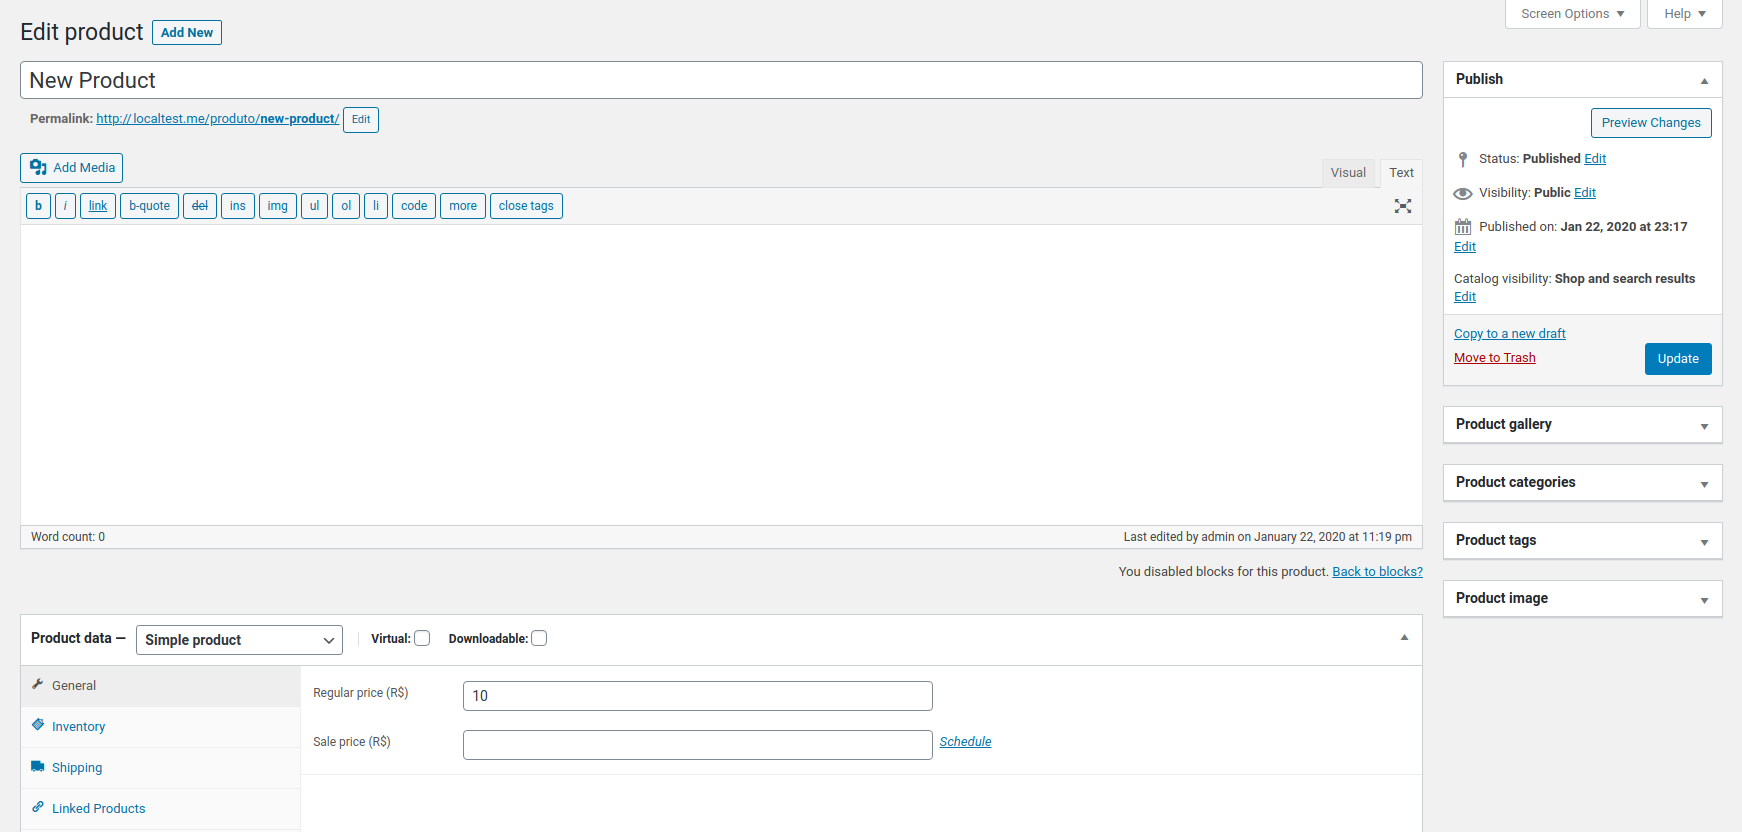 Screen Options
Help
Edit product
Add New
New Product
Permalink: http://localtest.me/produto/new-product/ Edit
Add Media
Visual
Text
b
i
link
b-quote
del
ins
img
ul
ol
li
code
more
close tags
Word count: 0
Last edited by admin on January 22, 2020 at 11:19 pm
You disabled blocks for this product. Back to blocks?
Product data —
Simple product
Virtual:
Downloadable:
General
Inventory
Shipping
Linked Products
Regular price (R$)
10
Sale price (R$)
Schedule
Publish
Preview Changes
Status: Published Edit
Visibility: Public Edit
Published on: Jan 22, 2020 at 23:17
Edit
Catalog visibility: Shop and search results
Edit
Copy to a new draft
Move to Trash
Update
Product gallery
Product categories
Product tags
Product image